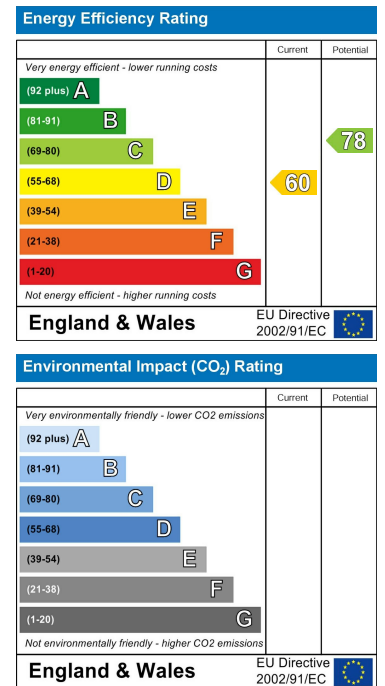 Energy Efficiency Rating
Current Potential
Very energy efficient - lower running costs
(92 plus) A
(81-91) B
(69-80) C
78
(55-68) D
60
(39-54) E
(21-38) F
(1-20) G
Not energy efficient - higher running costs
England & Wales
EU Directive
2002/91/EC
Environmental Impact (CO₂) Rating
Current Potential
Very environmentally friendly - lower CO2 emissions
(92 plus) A
(81-91) B
(69-80) C
(55-68) D
(39-54) E
(21-38) F
(1-20) G
Not environmentally friendly - higher CO2 emissions
England & Wales
EU Directive
2002/91/EC